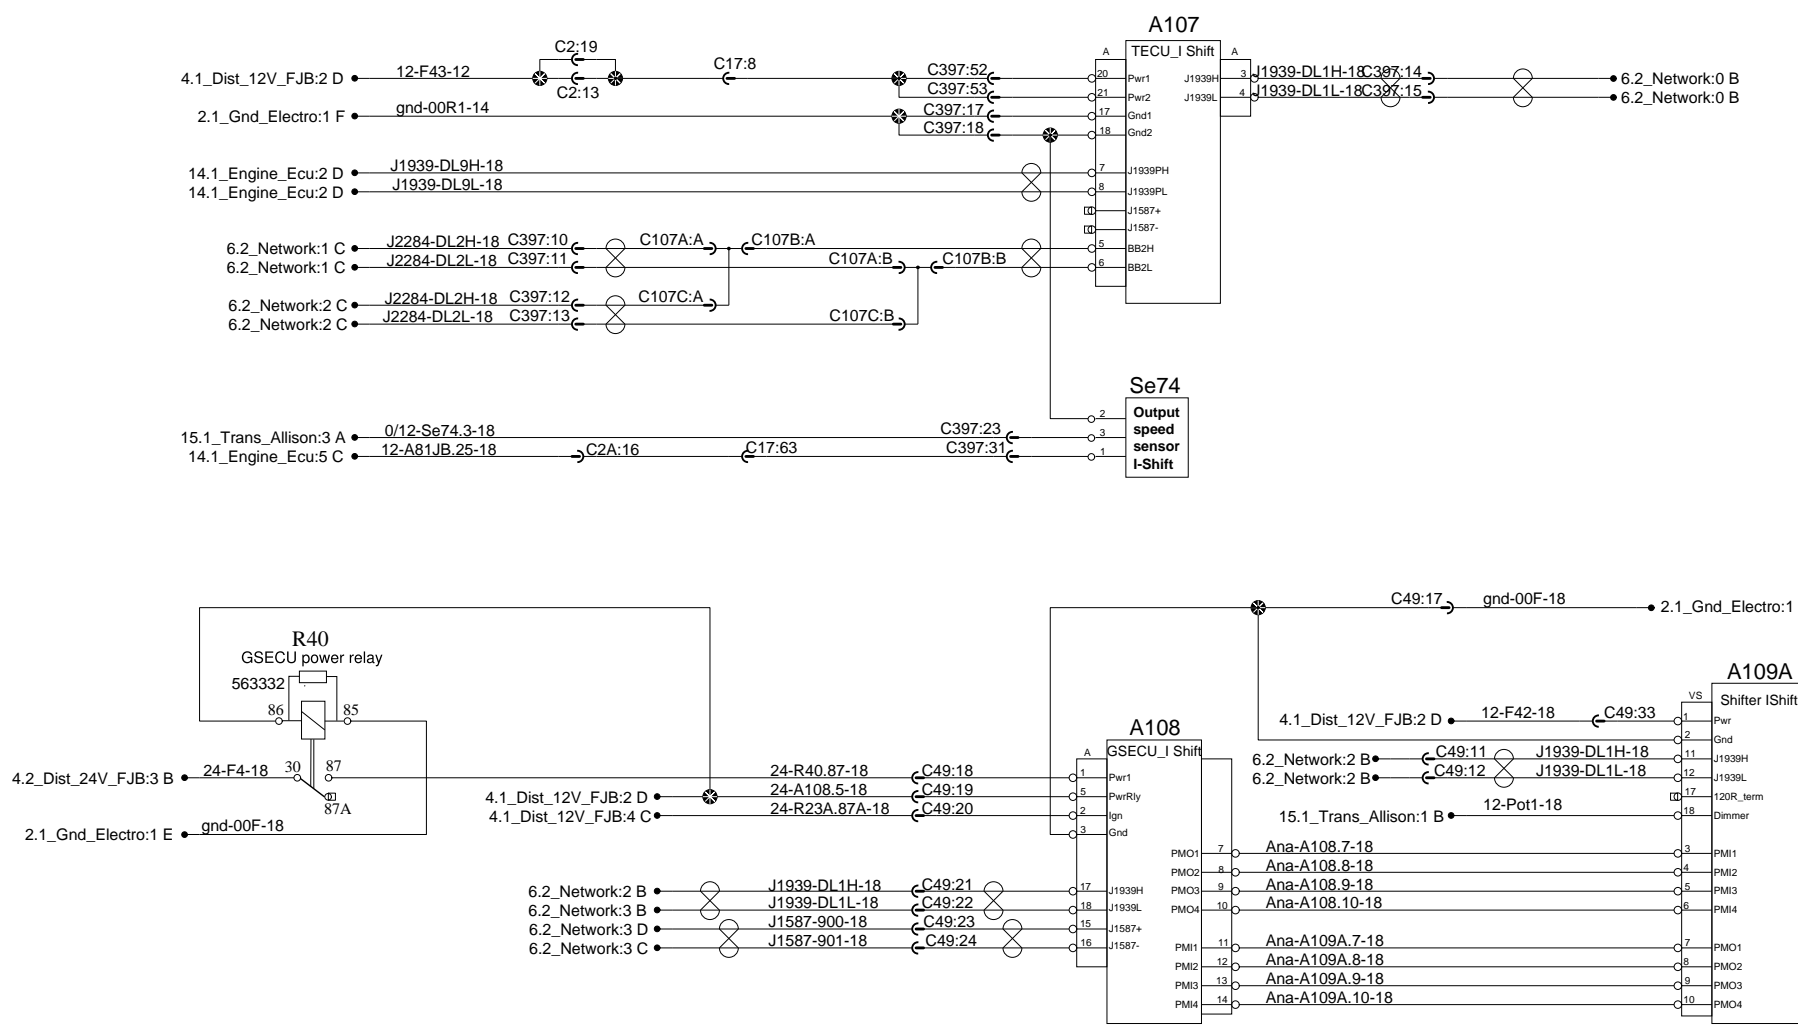 A107
A TECU_I Shift A
C2:19
4.1_Dist_12V_FJB:2 D 12-F43-12 C17:8 C397:52 20 Pwr1 J1939H 3 J1939-DL1H-18 C397:14 6.2_Network:0 B
C2:13 C397:53 21 Pwr2 J1939L 4 J1939-DL1L-18 C397:15 6.2_Network:0 B
2.1_Gnd_Electro:1 F gnd-00R1-14 C397:17 17 Gnd1
C397:18 18 Gnd2
14.1_Engine_Ecu:2 D J1939-DL9H-18 7 J1939PH
14.1_Engine_Ecu:2 D J1939-DL9L-18 8 J1939PL
J1587+
J1587-
6.2_Network:1 C J2284-DL2H-18 C397:10 C107A:A C107B:A 5 BB2H
6.2_Network:1 C J2284-DL2L-18 C397:11 C107A:B C107B:B 6 BB2L
6.2_Network:2 C J2284-DL2H-18 C397:12 C107C:A
6.2_Network:2 C J2284-DL2L-18 C397:13 C107C:B
Se74
2 Output
15.1_Trans_Allison:3 A 0/12-Se74.3-18 C397:23 3 speed
sensor
14.1_Engine_Ecu:5 C 12-A81JB.25-18 C2A:16 C17:63 C397:31 1 I-Shift
C49:17 gnd-00F-18 2.1_Gnd_Electro:1
R40
GSECU power relay
563332
86 85
4.2_Dist_24V_FJB:3 B 24-F4-18 30 87
87A
2.1_Gnd_Electro:1 E gnd-00F-18
A108
A GSECU_I Shift
24-R40.87-18 C49:18 1 Pwr1
4.1_Dist_12V_FJB:2 D 24-A108.5-18 C49:19 5 PwrRly
4.1_Dist_12V_FJB:4 C 24-R23A.87A-18 C49:20 2 Ign
3 Gnd
6.2_Network:2 B J1939-DL1H-18 C49:21 17 J1939H
6.2_Network:3 B J1939-DL1L-18 C49:22 18 J1939L
6.2_Network:3 D J1587-900-18 C49:23 15 J1587+
6.2_Network:3 C J1587-901-18 C49:24 16 J1587-
A109A
VS Shifter IShift
4.1_Dist_12V_FJB:2 D 12-F42-18 C49:33 1 Pwr
2 Gnd
6.2_Network:2 B C49:11 J1939-DL1H-18 11 J1939H
6.2_Network:2 B C49:12 J1939-DL1L-18 12 J1939L
17 120R_term
15.1_Trans_Allison:1 B 12-Pot1-18 18 Dimmer
PMO1 7 Ana-A108.7-18 3 PMI1
PMO2 8 Ana-A108.8-18 4 PMI2
PMO3 9 Ana-A108.9-18 5 PMI3
PMO4 10 Ana-A108.10-18 6 PMI4
PMI1 11 Ana-A109A.7-18 7 PMO1
PMI2 12 Ana-A109A.8-18 8 PMO2
PMI3 13 Ana-A109A.9-18 9 PMO3
PMI4 14 Ana-A109A.10-18 10 PMO4